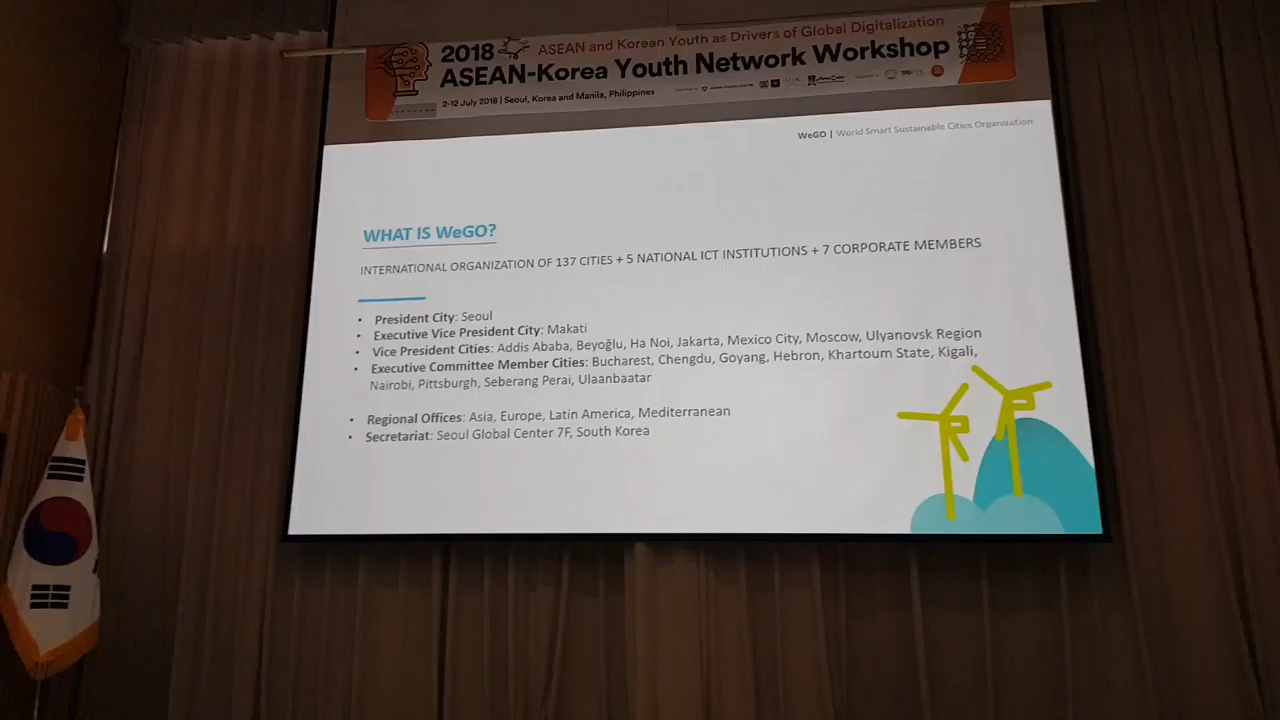 2018 ASEAN and Korean Youth as Drivers of Global Digitalization
ASEAN-Korea Youth Network Workshop
2-12 July 2018 | Seoul, Korea and Manila, Philippines
WeGO | World Smart Sustainable Cities Organization
WHAT IS WeGO?
INTERNATIONAL ORGANIZATION OF 137 CITIES + 5 NATIONAL ICT INSTITUTIONS + 7 CORPORATE MEMBERS
• President City: Seoul
• Executive Vice President City: Makati
• Vice President Cities: Addis Ababa, Beyoğlu, Ha Noi, Jakarta, Mexico City, Moscow, Ulyanovsk Region
• Executive Committee Member Cities: Bucharest, Chengdu, Goyang, Hebron, Khartoum State, Kigali,
Nairobi, Pittsburgh, Seberang Perai, Ulaanbaatar
• Regional Offices: Asia, Europe, Latin America, Mediterranean
• Secretariat: Seoul Global Center 7F, South Korea